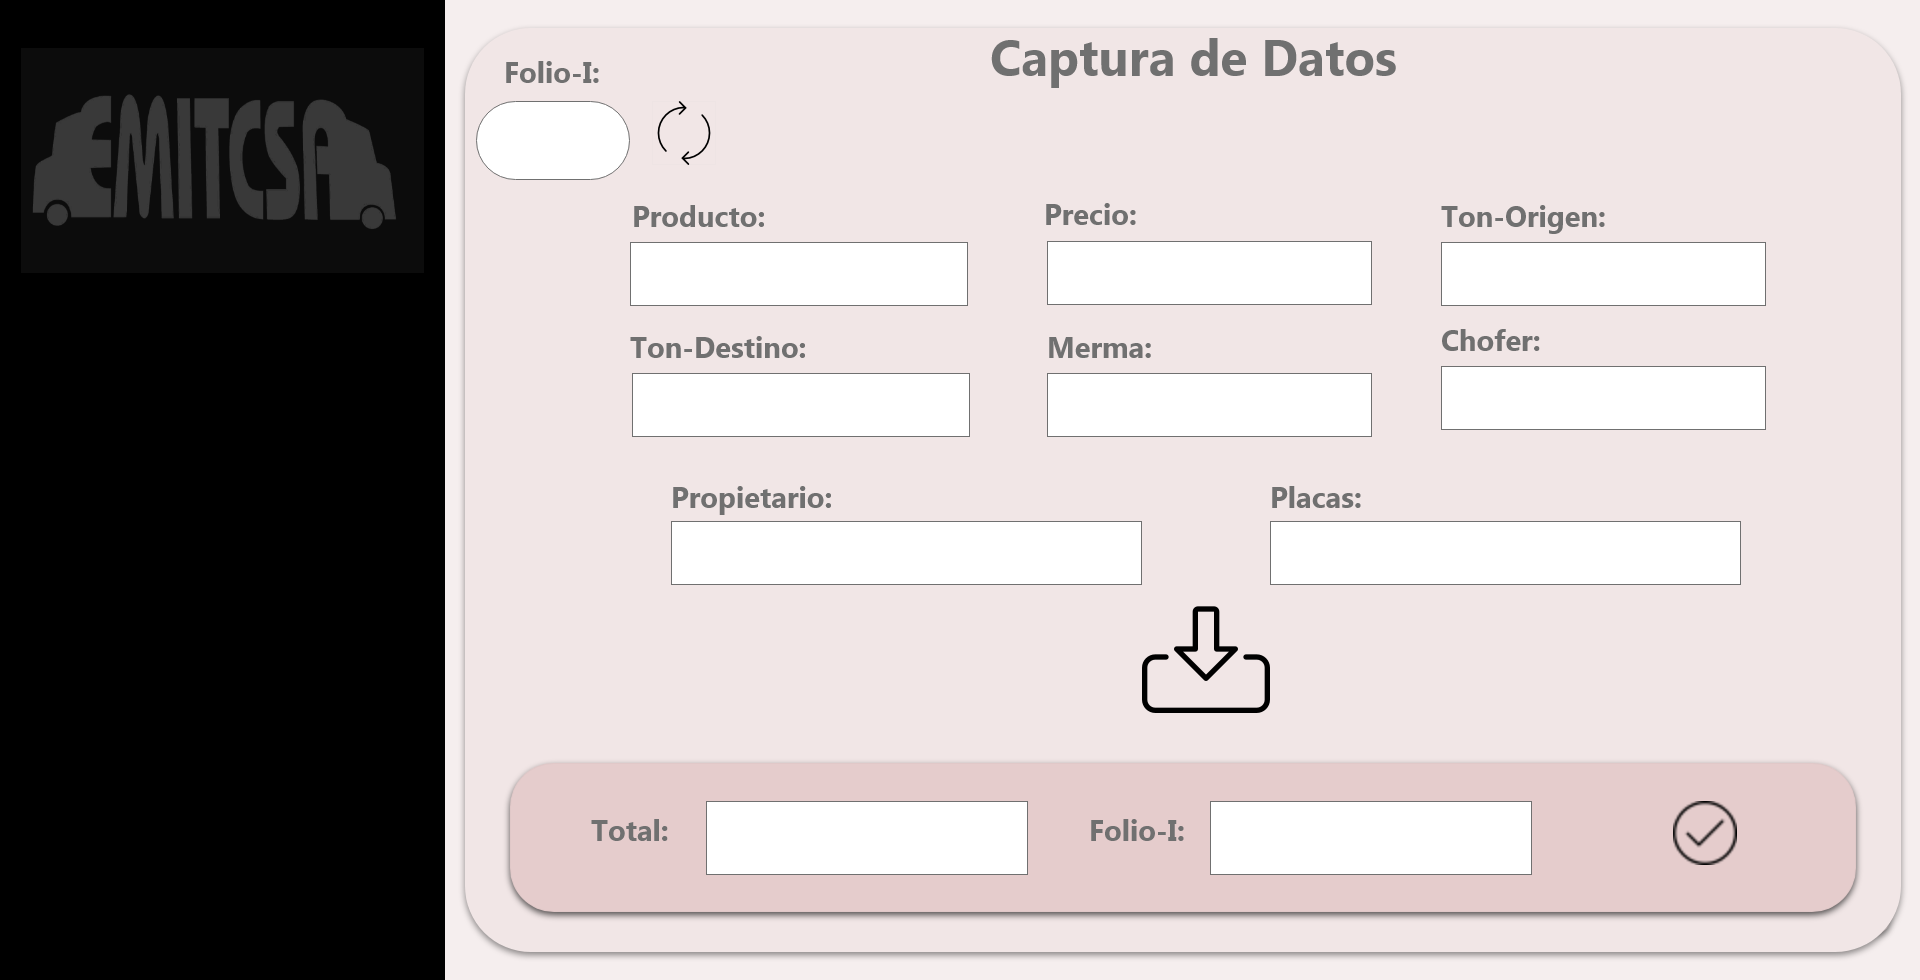 EMITCSA
Captura de Datos
Folio-I:
Producto:
Precio:
Ton-Origen:
Ton-Destino:
Merma:
Chofer:
Propietario:
Placas:
Total:
Folio-I: